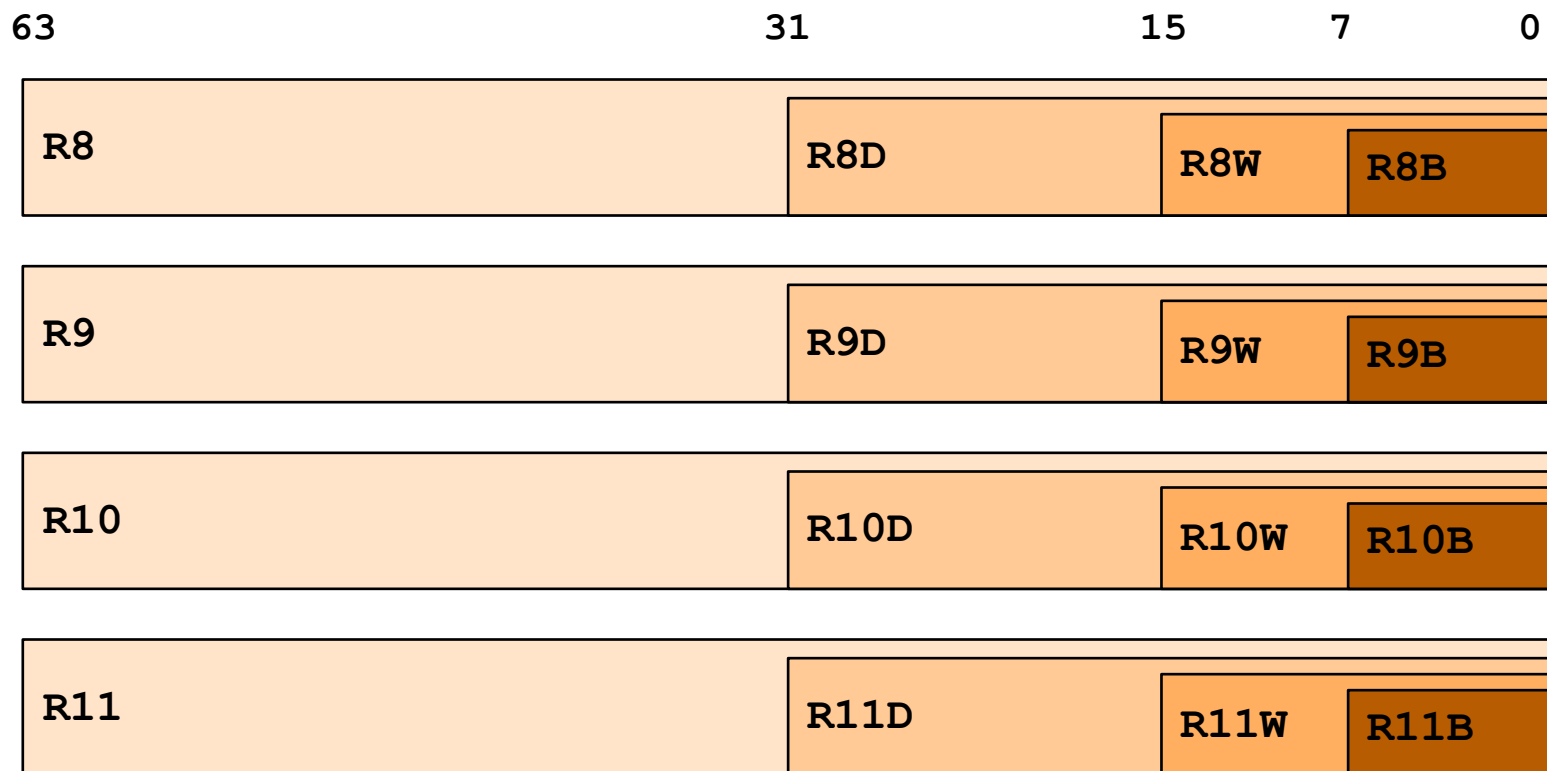 63 31 15 7 0
R8 R8D R8W R8B
R9 R9D R9W R9B
R10 R10D R10W R10B
R11 R11D R11W R11B